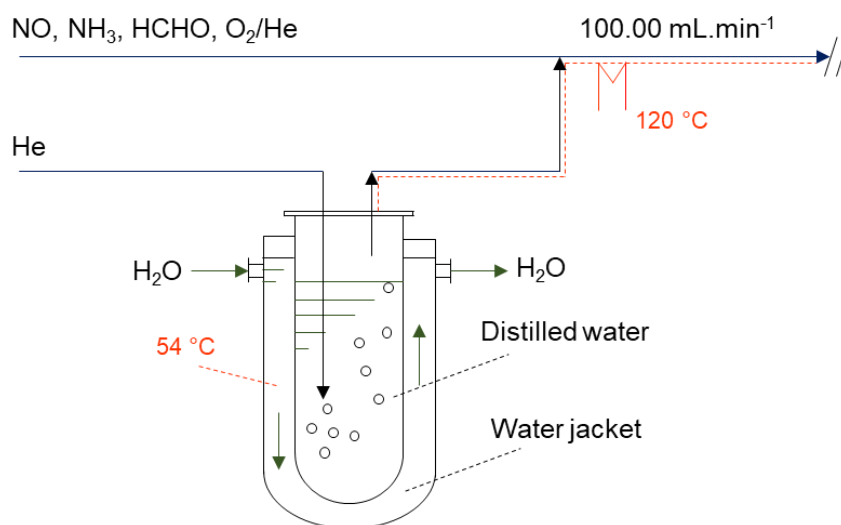 NO, NH₃, HCHO, O₂/He
100.00 mL.min⁻¹
120 °C
He
H₂O
H₂O
54 °C
Distilled water
Water jacket